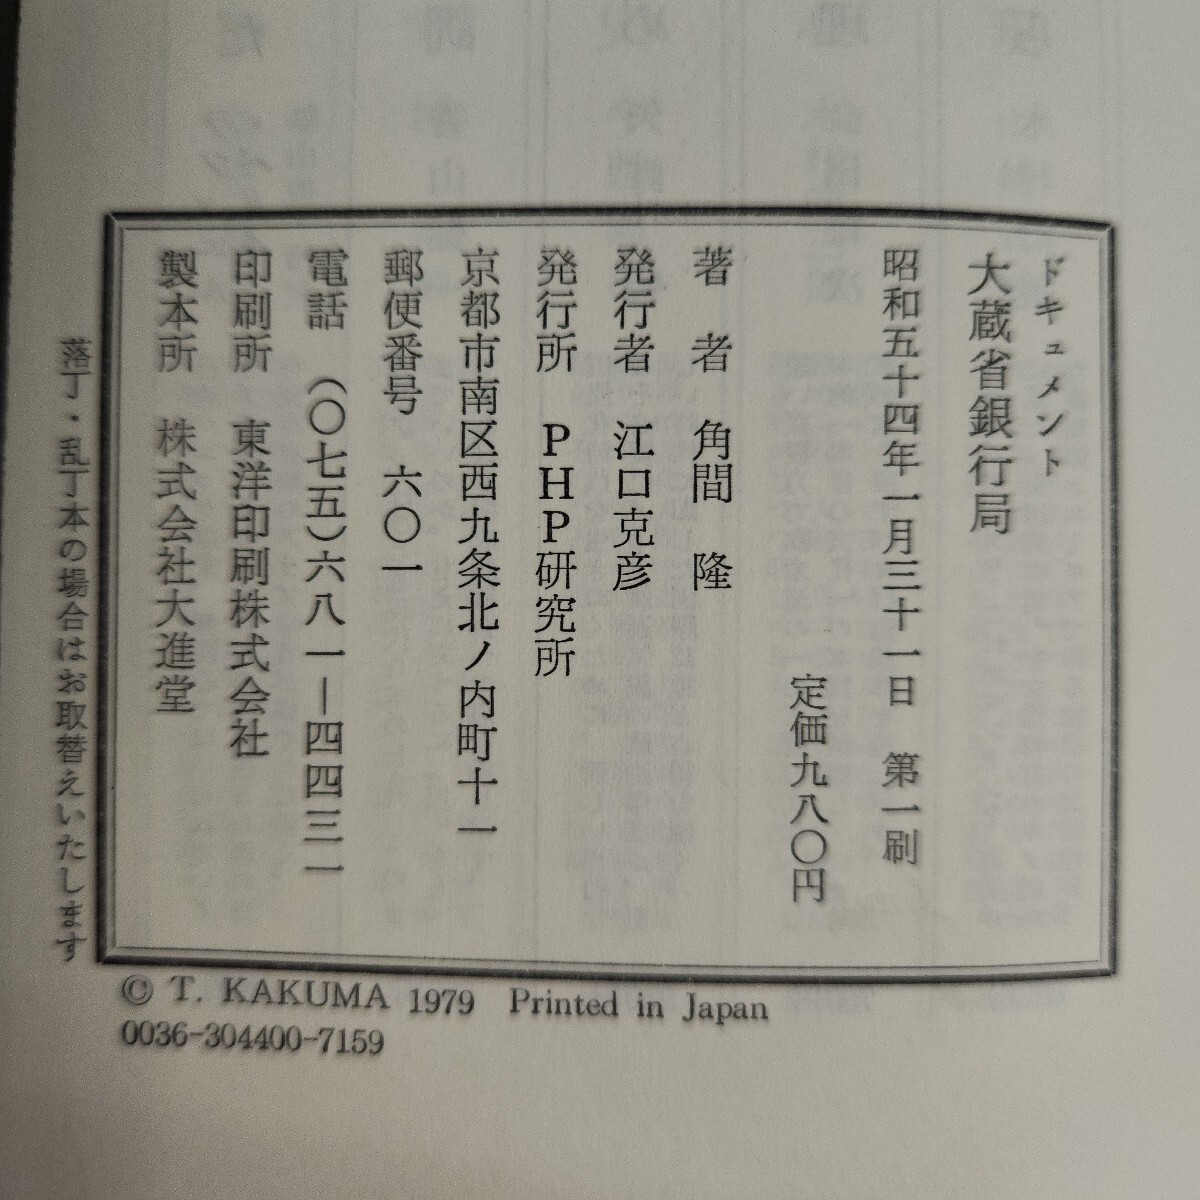 ドキュメント
大蔵省銀行局
昭和五十四年一月三十一日 第一刷
定価九八〇円
著者 角間 隆
発行者 江口克彦
発行所 PHP研究所
京都市南区西九条北ノ内町十一
郵便番号 六〇一
電話 (〇七五)六八一-四四三一
印刷所 東洋印刷株式会社
製本所 株式会社大進堂
落丁・乱丁本の場合はお取替えいたします
© T. KAKUMA 1979 Printed in Japan
0036-304400-7159